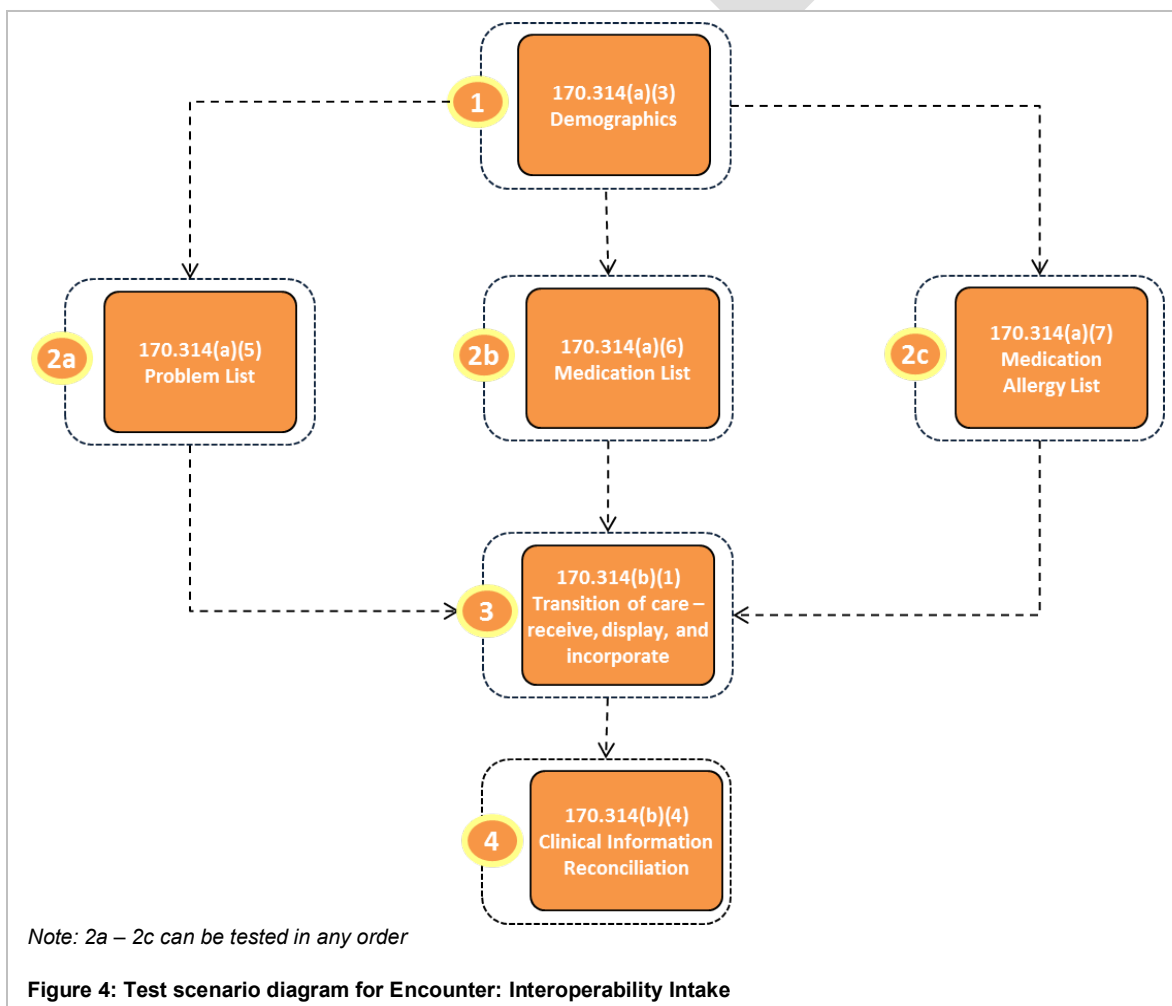 1
170.314(a)(3)
Demographics
2a
170.314(a)(5)
Problem List
2b
170.314(a)(6)
Medication List
2c
170.314(a)(7)
Medication
Allergy List
3
170.314(b)(1)
Transition of care –
receive, display, and
incorporate
4
170.314(b)(4)
Clinical Information
Reconciliation
Note: 2a – 2c can be tested in any order
Figure 4: Test scenario diagram for Encounter: Interoperability Intake